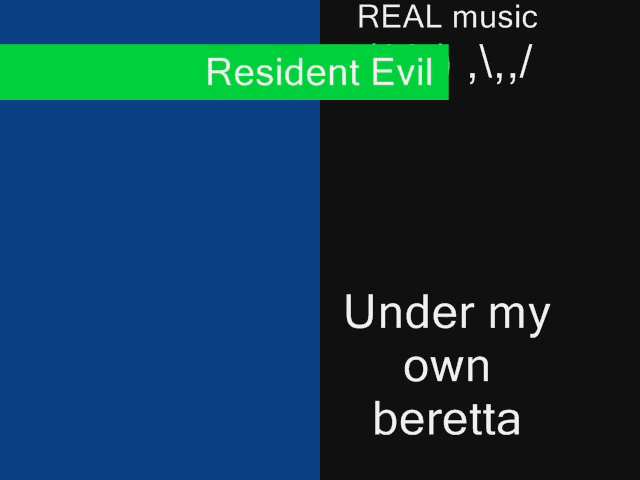 REAL music
,\,,/
Resident Evil
Under my
own
beretta